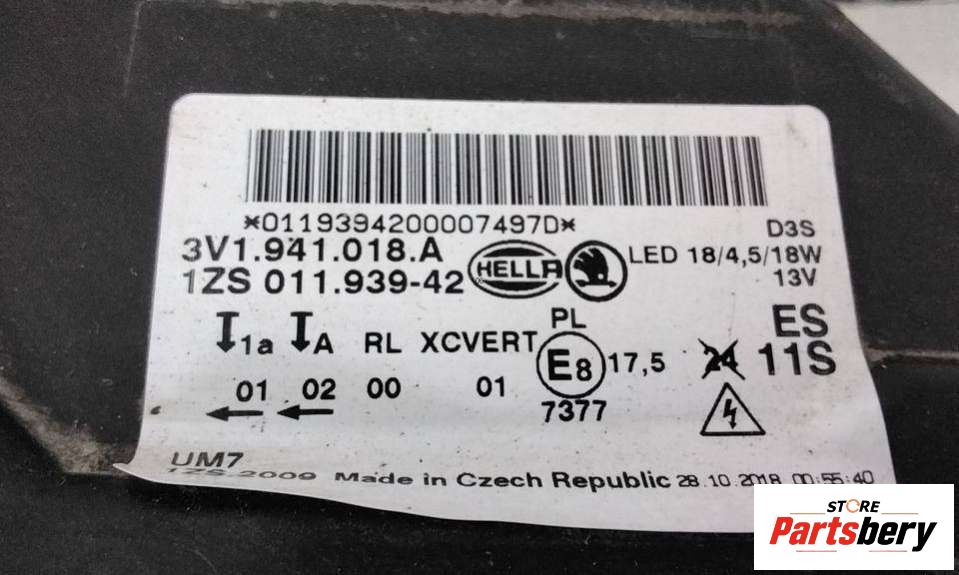 *0119394200007497D*
D3S
3V1.941.018.A HELLA LED 18/4,5/18W
1ZS 011.939-42 13V
PL ES
1a A RL XCVERT E8 17,5 24 11S
01 02 00 01 7377
UM7
1ZS.2009 Made in Czech Republic 28.10.2018 00:55:40
STORE
Partsbery